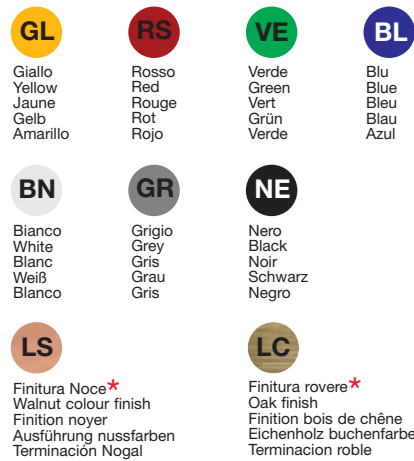 GL
Giallo
Yellow
Jaune
Gelb
Amarillo
RS
Rosso
Red
Rouge
Rot
Rojo
VE
Verde
Green
Vert
Grün
Verde
BL
Blu
Blue
Bleu
Blau
Azul
BN
Bianco
White
Blanc
Weiß
Blanco
GR
Grigio
Grey
Gris
Grau
Gris
NE
Nero
Black
Noir
Schwarz
Negro
LS
Finitura Noce*
Walnut colour finish
Finition noyer
Ausführung nussfarben
Terminación Nogal
LC
Finitura rovere*
Oak finish
Finition bois de chêne
Eichenholz buchenfarbe
Terminacion roble